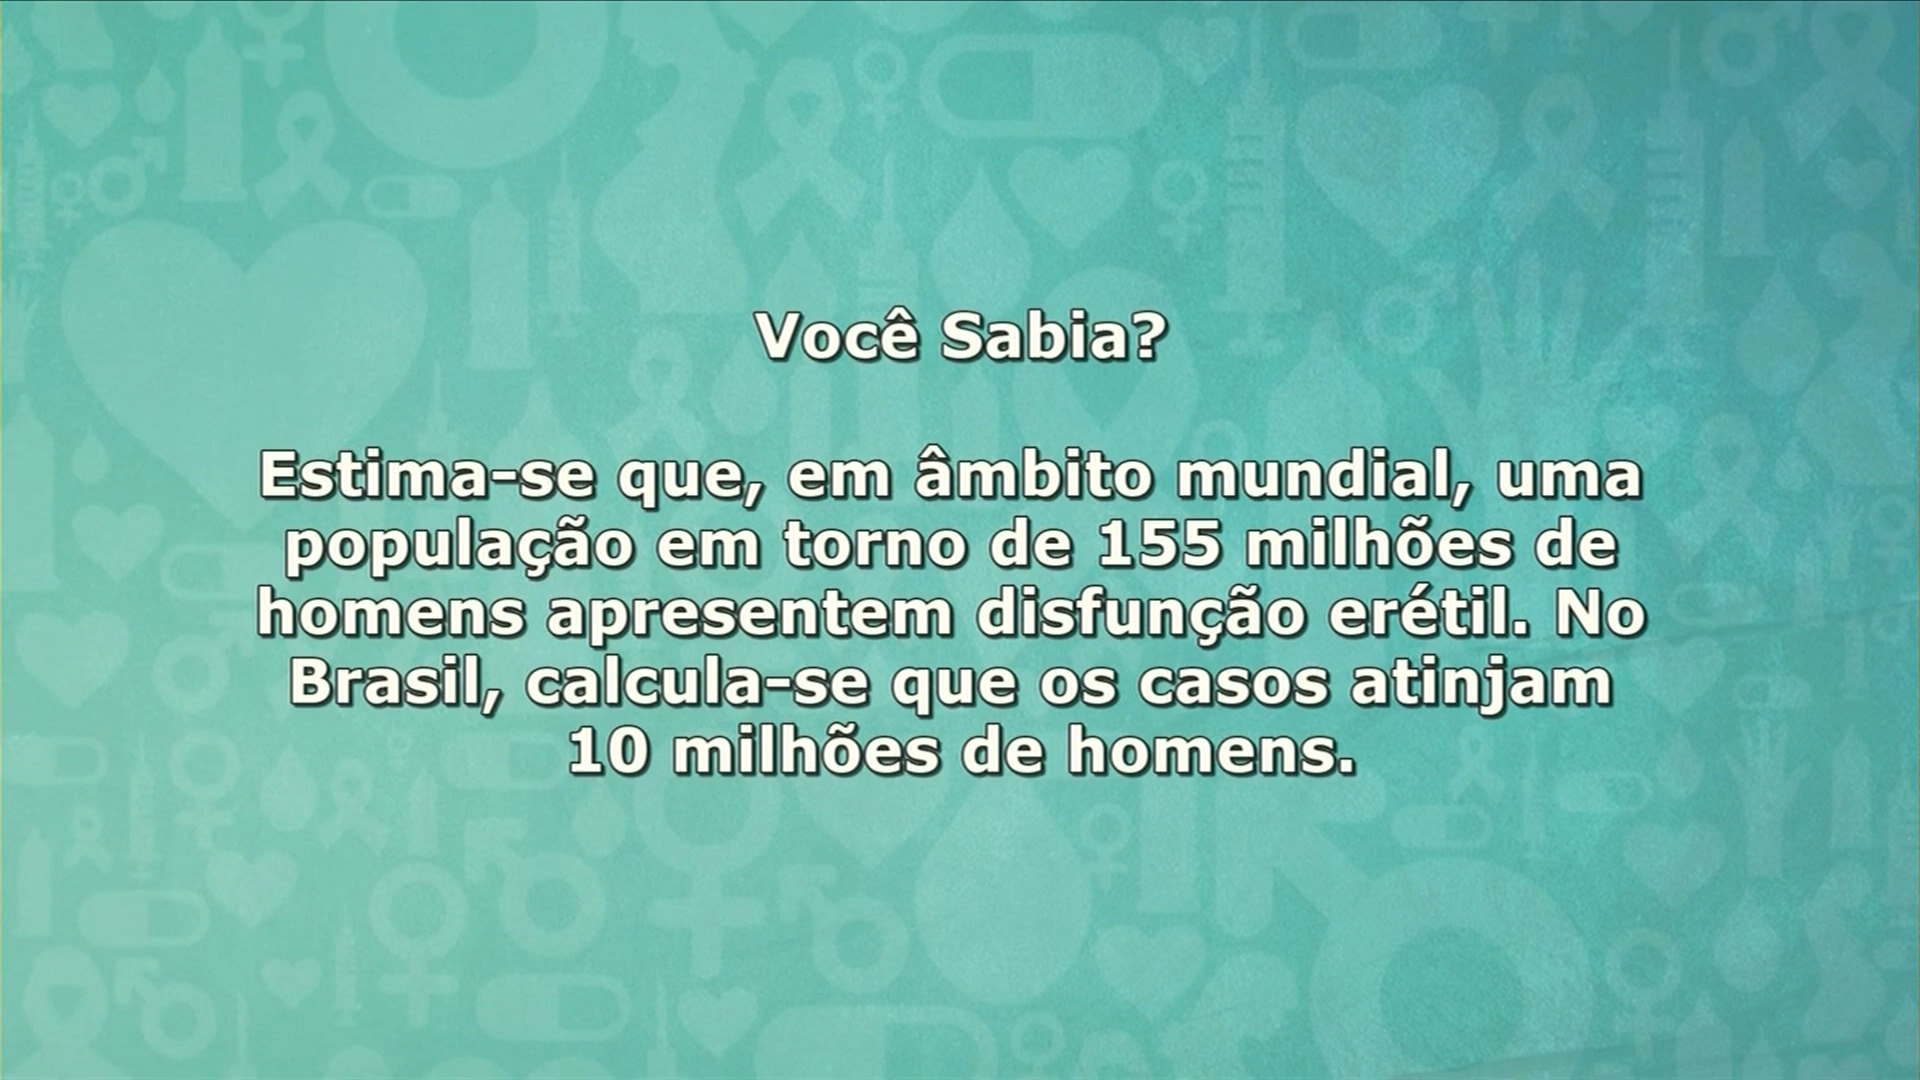 Você Sabia?
Estima-se que, em âmbito mundial, uma
população em torno de 155 milhões de
homens apresentem disfunção erétil. No
Brasil, calcula-se que os casos atinjam
10 milhões de homens.